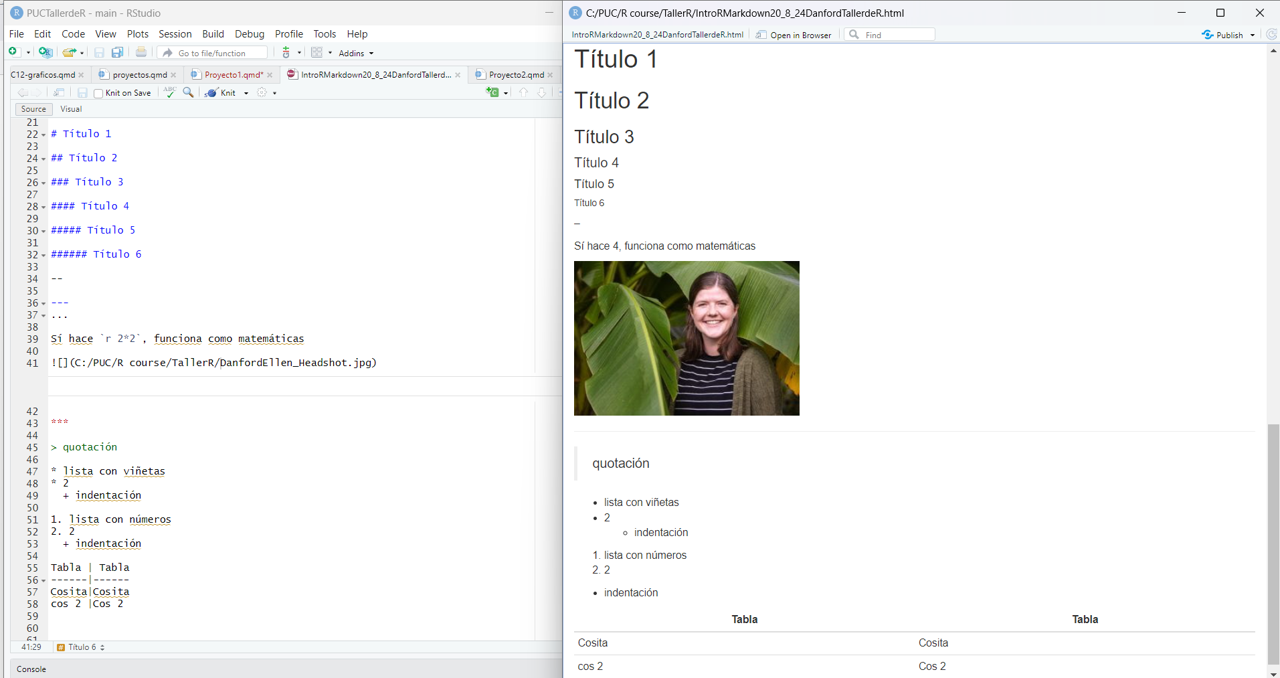 PUCTallerdeR - main - RStudio
File Edit Code View Plots Session Build Debug Profile Tools Help
Go to file/function Addins
C12-graficos.qmd proyectos.qmd Proyecto1.qmd* IntroRMarkdown20_8_24DanfordTallerd... Proyecto2.qmd
Knit on Save ABC Knit
Source Visual
21
22 # Título 1
23
24 ## Título 2
25
26 ### Título 3
27
28 #### Título 4
29
30 ##### Título 5
31
32 ###### Título 6
33
34 --
35
36 ---
37 ...
38
39 Sí hace `r 2*2`, funciona como matemáticas
40
41 ![](C:/PUC/R course/TallerR/DanfordEllen_Headshot.jpg)
42
43 ***
44
45 > quotación
46
47 * lista con viñetas
48 * 2
49 + indentación
50
51 1. lista con números
52 2. 2
53 + indentación
54
55 Tabla | Tabla
56 ------|------
57 Cosita|Cosita
58 cos 2 |Cos 2
59
60
61
41:29 # Título 6
Console
C:/PUC/R course/TallerR/IntroRMarkdown20_8_24DanfordTallerdeR.html
IntroRMarkdown20_8_24DanfordTallerdeR.html Open in Browser Find Publish
Título 1
Título 2
Título 3
Título 4
Título 5
Título 6
–
Sí hace 4, funciona como matemáticas
quotación
• lista con viñetas
• 2
◦ indentación
1. lista con números
2. 2
• indentación
Tabla Tabla
Cosita Cosita
cos 2 Cos 2